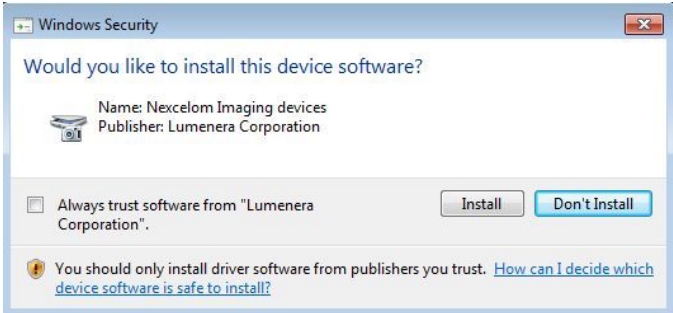 Windows Security
Would you like to install this device software?
Name: Nexcelom Imaging devices
Publisher: Lumenera Corporation
Always trust software from "Lumenera
Corporation".
Install
Don't Install
You should only install driver software from publishers you trust. How can I decide which
device software is safe to install?